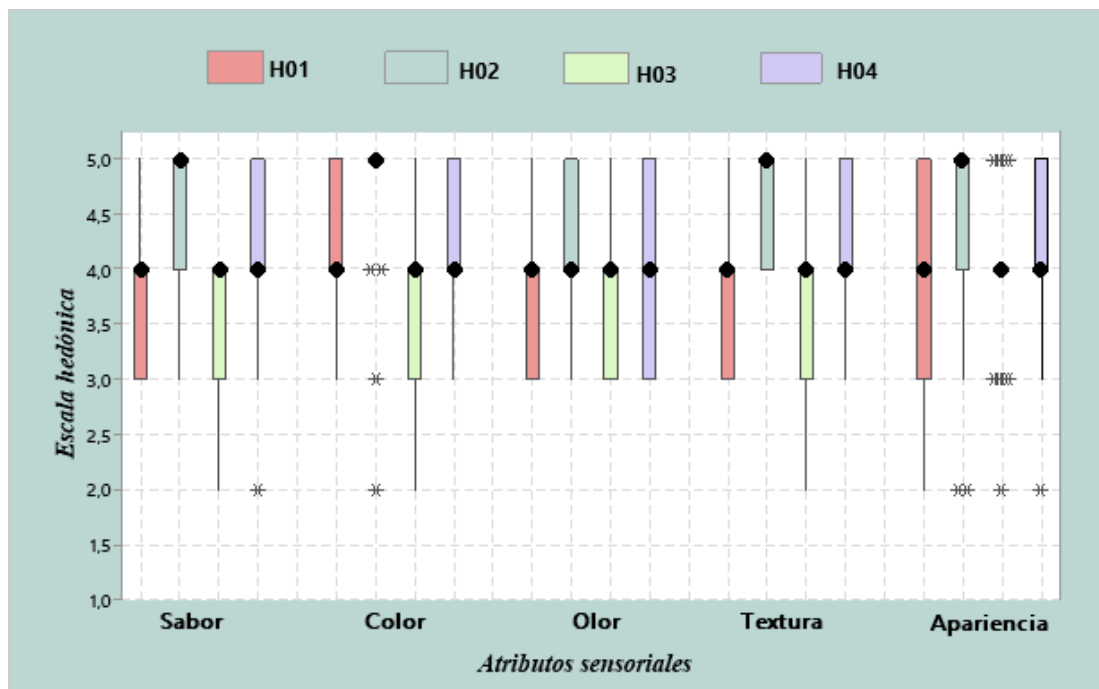 H01 H02 H03 H04
5,0
4,5
4,0
3,5
3,0
2,5
2,0
1,5
1,0
Escala hedónica
Sabor Color Olor Textura Apariencia
Atributos sensoriales